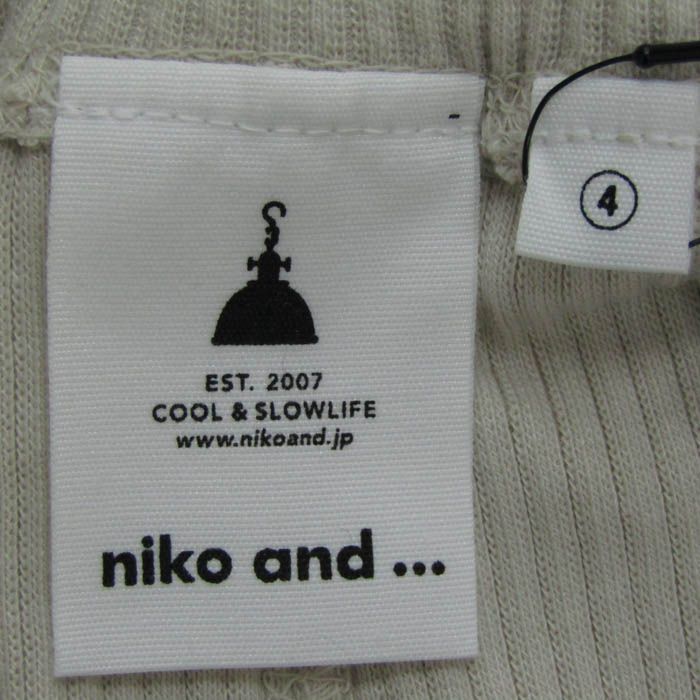 ④
EST. 2007
COOL & SLOWLIFE
www.nikoand.jp
niko and ...